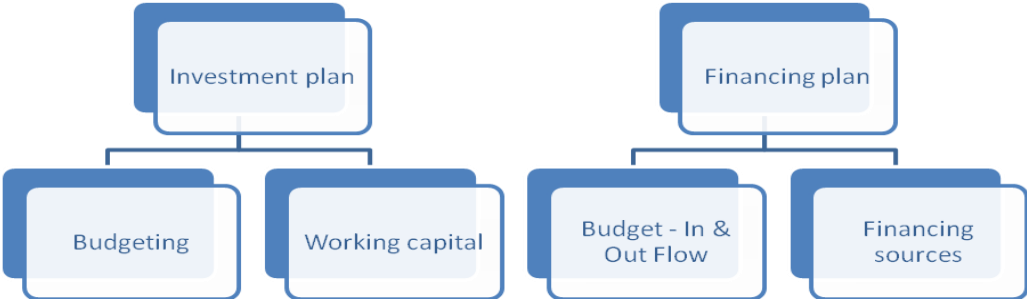 Investment plan
Financing plan
Budgeting
Working capital
Budget - In &
Out Flow
Financing
sources